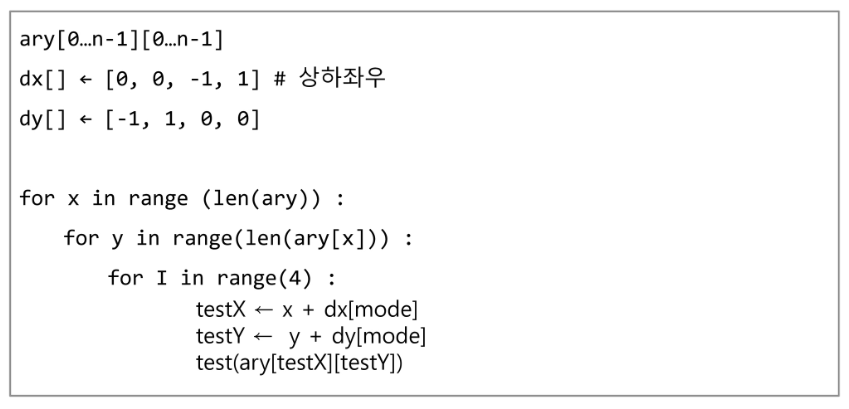 ary[0…n-1][0…n-1]
dx[] ← [0, 0, -1, 1] # 상하좌우
dy[] ← [-1, 1, 0, 0]
for x in range (len(ary)) :
for y in range(len(ary[x])) :
for I in range(4) :
testX ← x + dx[mode]
testY ← y + dy[mode]
test(ary[testX][testY])